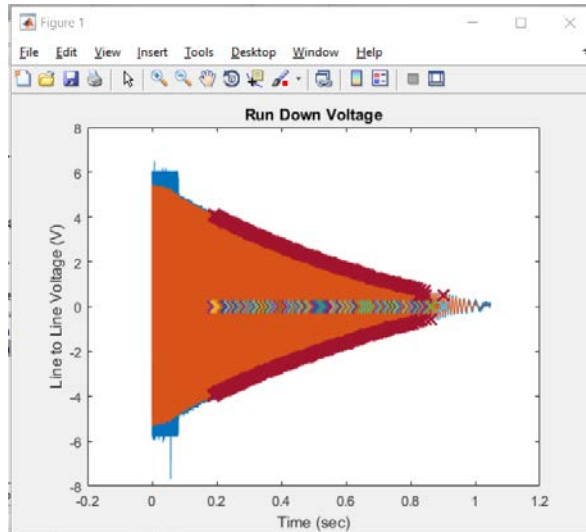 Figure 1
File Edit View Insert Tools Desktop Window Help
Run Down Voltage
8
6
4
2
0
-2
-4
-6
-8
Line to Line Voltage (V)
-0.2 0 0.2 0.4 0.6 0.8 1 1.2
Time (sec)